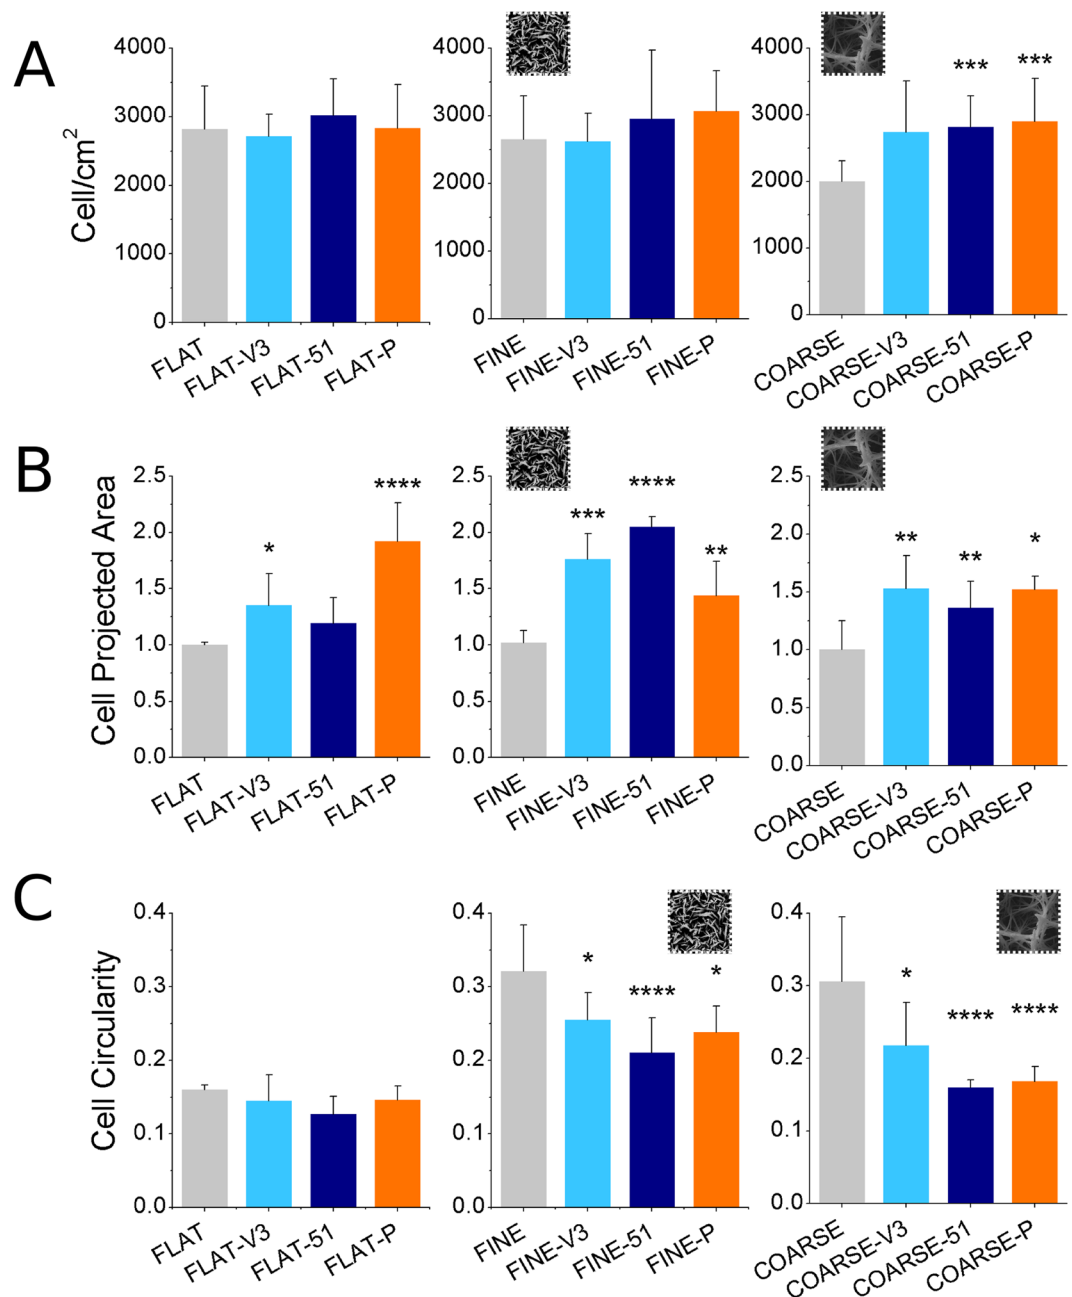 A
Cell/cm²
4000
3000
2000
1000
0
FLAT
FLAT-V3
FLAT-51
FLAT-P
4000
3000
2000
1000
0
FINE
FINE-V3
FINE-51
FINE-P
4000
3000
2000
1000
0
***
***
COARSE
COARSE-V3
COARSE-51
COARSE-P
B
Cell Projected Area
2.5
2.0
1.5
1.0
0.5
0.0
*
****
FLAT
FLAT-V3
FLAT-51
FLAT-P
2.5
2.0
1.5
1.0
0.5
0.0
***
****
**
FINE
FINE-V3
FINE-51
FINE-P
2.5
2.0
1.5
1.0
0.5
0.0
**
**
*
COARSE
COARSE-V3
COARSE-51
COARSE-P
C
Cell Circularity
0.4
0.3
0.2
0.1
0.0
FLAT
FLAT-V3
FLAT-51
FLAT-P
0.4
0.3
0.2
0.1
0.0
*
****
*
FINE
FINE-V3
FINE-51
FINE-P
0.4
0.3
0.2
0.1
0.0
*
****
****
COARSE
COARSE-V3
COARSE-51
COARSE-P